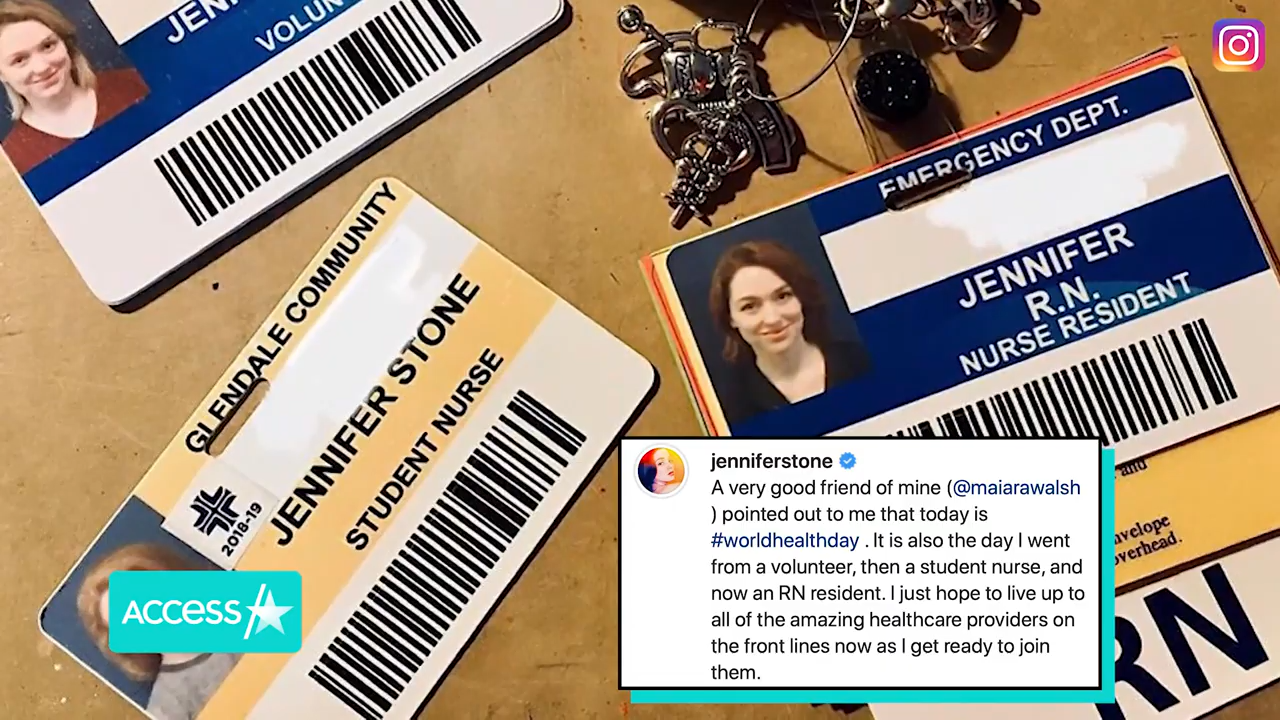 JENNIFER
VOLUN
GLENDALE COMMUNITY
JENNIFER STONE
STUDENT NURSE
2018-19
EMERGENCY DEPT.
JENNIFER
R.N.
NURSE RESIDENT
and
overhead.
RN
ACCESS
jenniferstone
A very good friend of mine (@maiarawalsh
) pointed out to me that today is
#worldhealthday . It is also the day I went
from a volunteer, then a student nurse, and
now an RN resident. I just hope to live up to
all of the amazing healthcare providers on
the front lines now as I get ready to join
them.